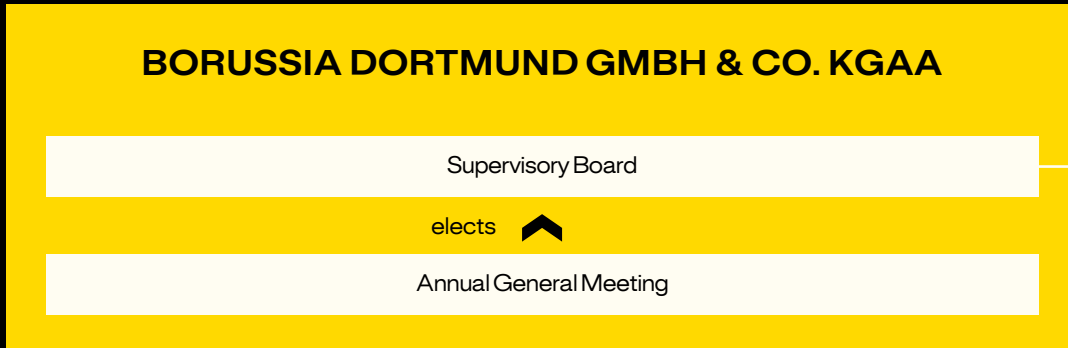 BORUSSIA DORTMUND GMBH & CO. KGAA
Supervisory Board
elects
Annual General Meeting